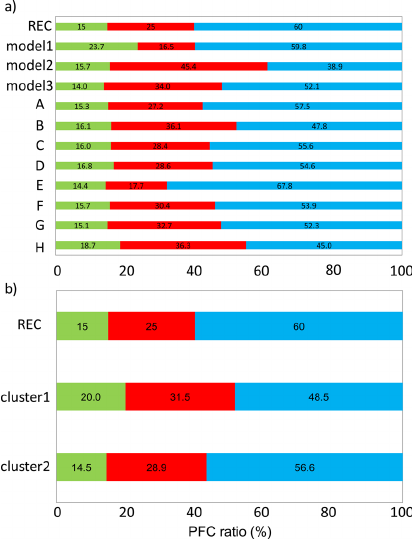 a)
REC 15 25 60
model1 23.7 16.5 59.8
model2 15.7 45.4 38.9
model3 14.0 34.0 52.1
A 15.3 27.2 57.5
B 16.1 36.1 47.8
C 16.0 28.4 55.6
D 16.8 28.6 54.6
E 14.4 17.7 67.8
F 15.7 30.4 53.9
G 15.1 32.7 52.3
H 18.7 36.3 45.0
0 20 40 60 80 100
b)
REC 15 25 60
cluster1 20.0 31.5 48.5
cluster2 14.5 28.9 56.6
0 20 40 60 80 100
PFC ratio (%)